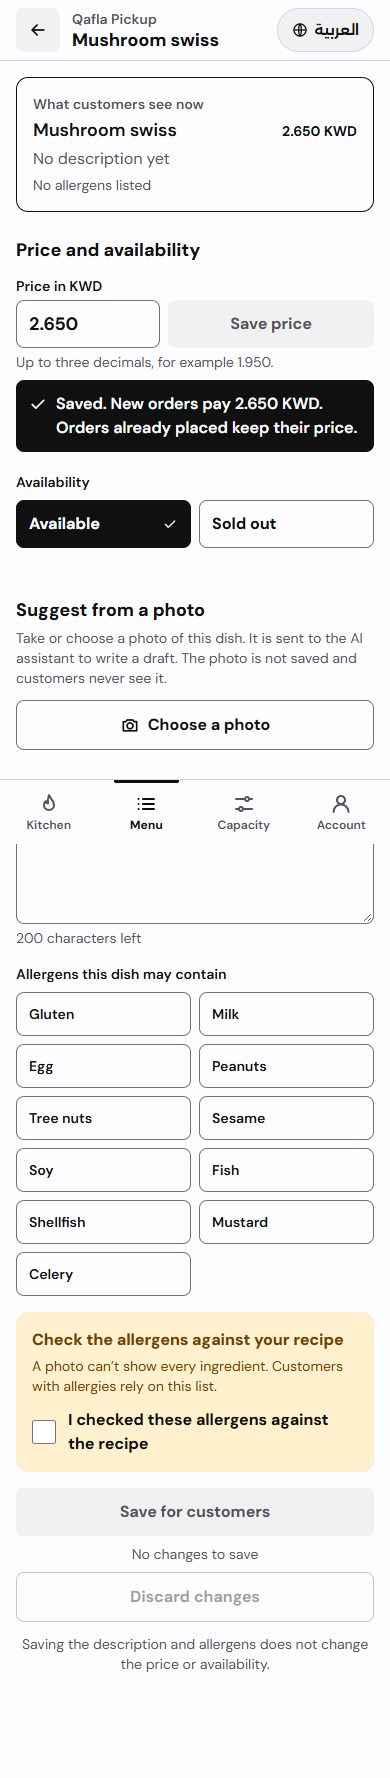 Qafla Pickup
Mushroom swiss
العربية
What customers see now
Mushroom swiss
2.650 KWD
No description yet
No allergens listed
Price and availability
Price in KWD
2.650
Save price
Up to three decimals, for example 1.950.
Saved. New orders pay 2.650 KWD.
Orders already placed keep their price.
Availability
Available
Sold out
Suggest from a photo
Take or choose a photo of this dish. It is sent to the AI
assistant to write a draft. The photo is not saved and
customers never see it.
Choose a photo
Kitchen
Menu
Capacity
Account
200 characters left
Allergens this dish may contain
Gluten
Milk
Egg
Peanuts
Tree nuts
Sesame
Soy
Fish
Shellfish
Mustard
Celery
Check the allergens against your recipe
A photo can’t show every ingredient. Customers
with allergies rely on this list.
I checked these allergens against
the recipe
Save for customers
No changes to save
Discard changes
Saving the description and allergens does not change
the price or availability.